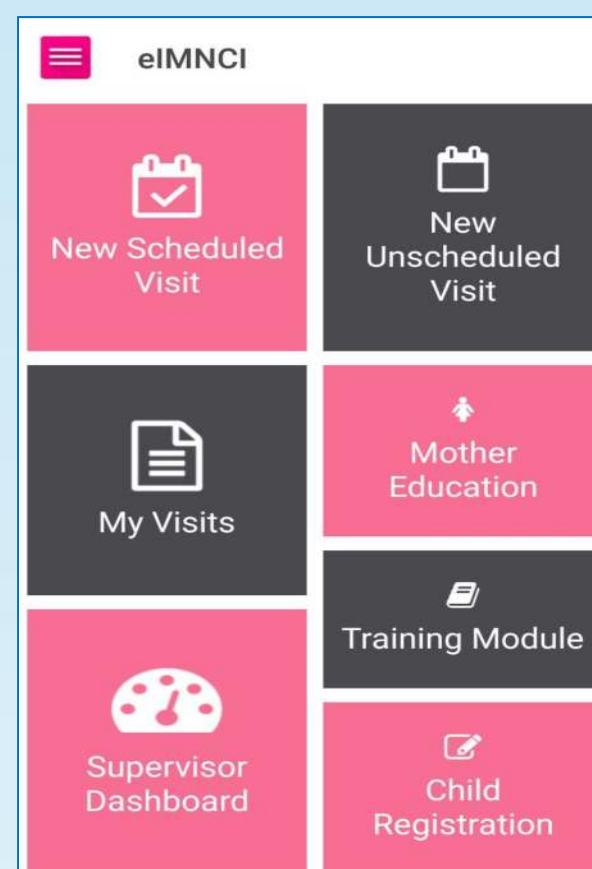 eIMNCI
New Scheduled
Visit
New
Unscheduled
Visit
My Visits
Mother
Education
Training Module
Supervisor
Dashboard
Child
Registration